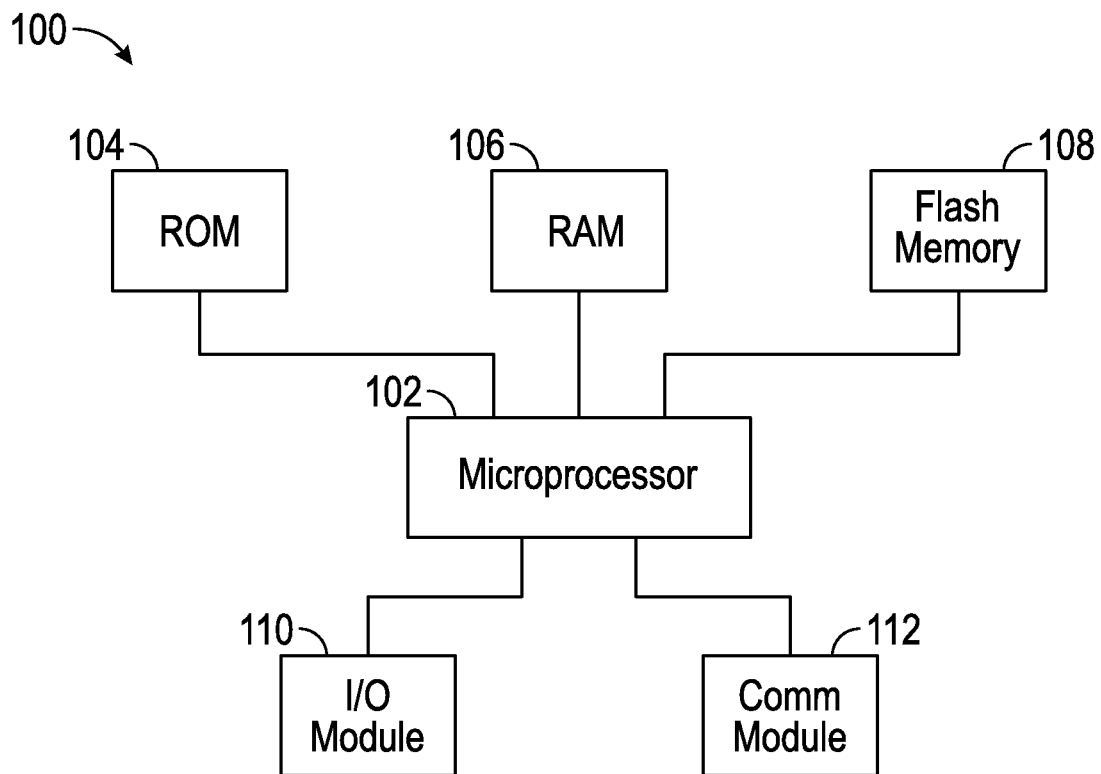 100
104
106
108
ROM
RAM
Flash
Memory
102
Microprocessor
110
112
I/O
Module
Comm
Module